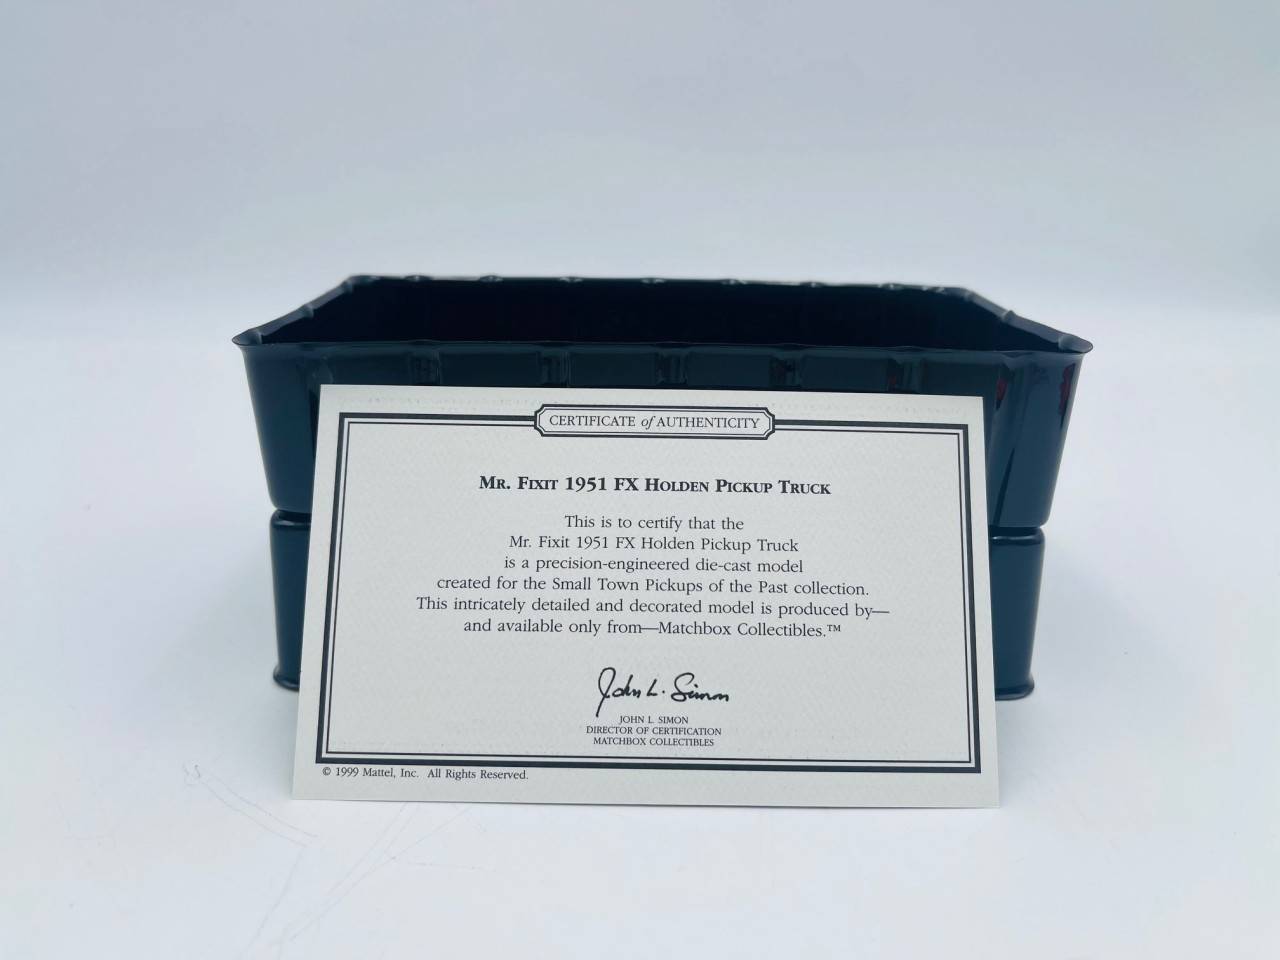 CERTIFICATE of AUTHENTICITY
MR. FIXIT 1951 FX HOLDEN PICKUP TRUCK
This is to certify that the
Mr. Fixit 1951 FX Holden Pickup Truck
is a precision-engineered die-cast model
created for the Small Town Pickups of the Past collection.
This intricately detailed and decorated model is produced by—
and available only from—Matchbox Collectibles.™
John L. Simon
JOHN L. SIMON
DIRECTOR OF CERTIFICATION
MATCHBOX COLLECTIBLES
© 1999 Mattel, Inc. All Rights Reserved.